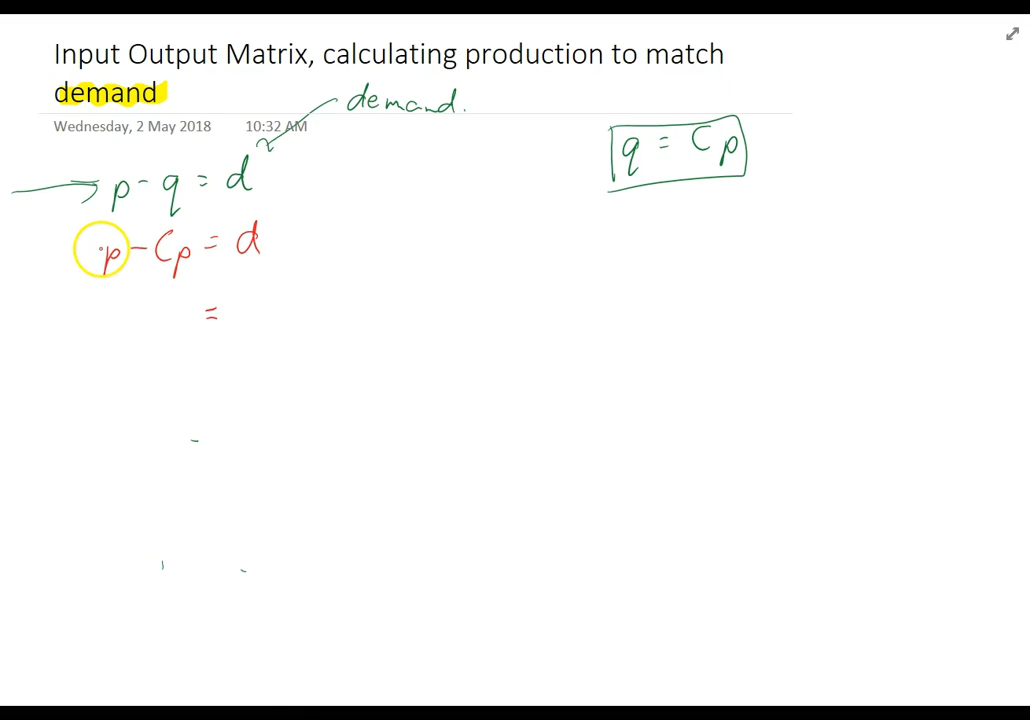 Input Output Matrix, calculating production to match
demand
demand.
Wednesday, 2 May 2018 10:32 AM
q = Cp
p - q = d
p - Cp = d
=